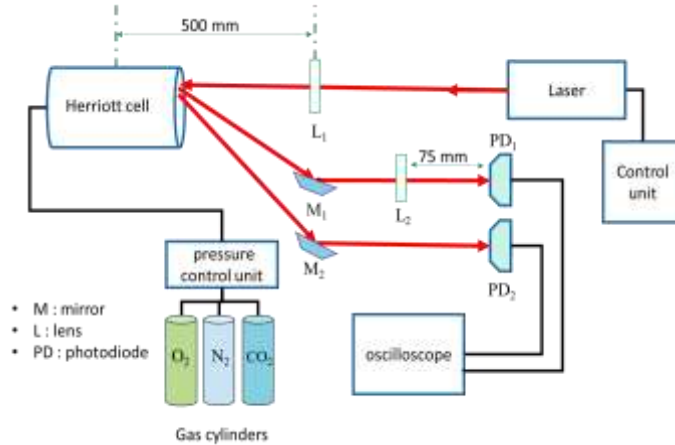 500 mm
Herriott cell
L₁
Laser
75 mm
PD₁
Control
unit
M₁
L₂
pressure
control unit
M₂
PD₂
• M : mirror
• L : lens
• PD : photodiode
O₂
N₂
CO₂
oscilloscope
Gas cylinders